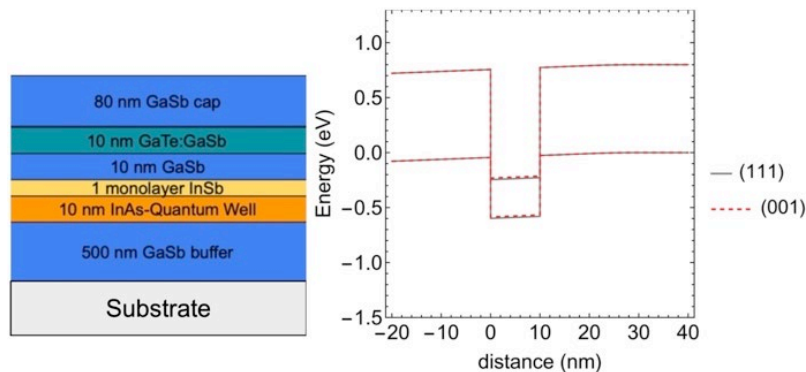 80 nm GaSb cap
10 nm GaTe:GaSb
10 nm GaSb
1 monolayer InSb
10 nm InAs-Quantum Well
500 nm GaSb buffer
Substrate
Energy (eV)
0.5
0.0
−0.5
−1.0
−1.5
−20
−10
0
10
20
30
40
distance (nm)
(111)
(001)